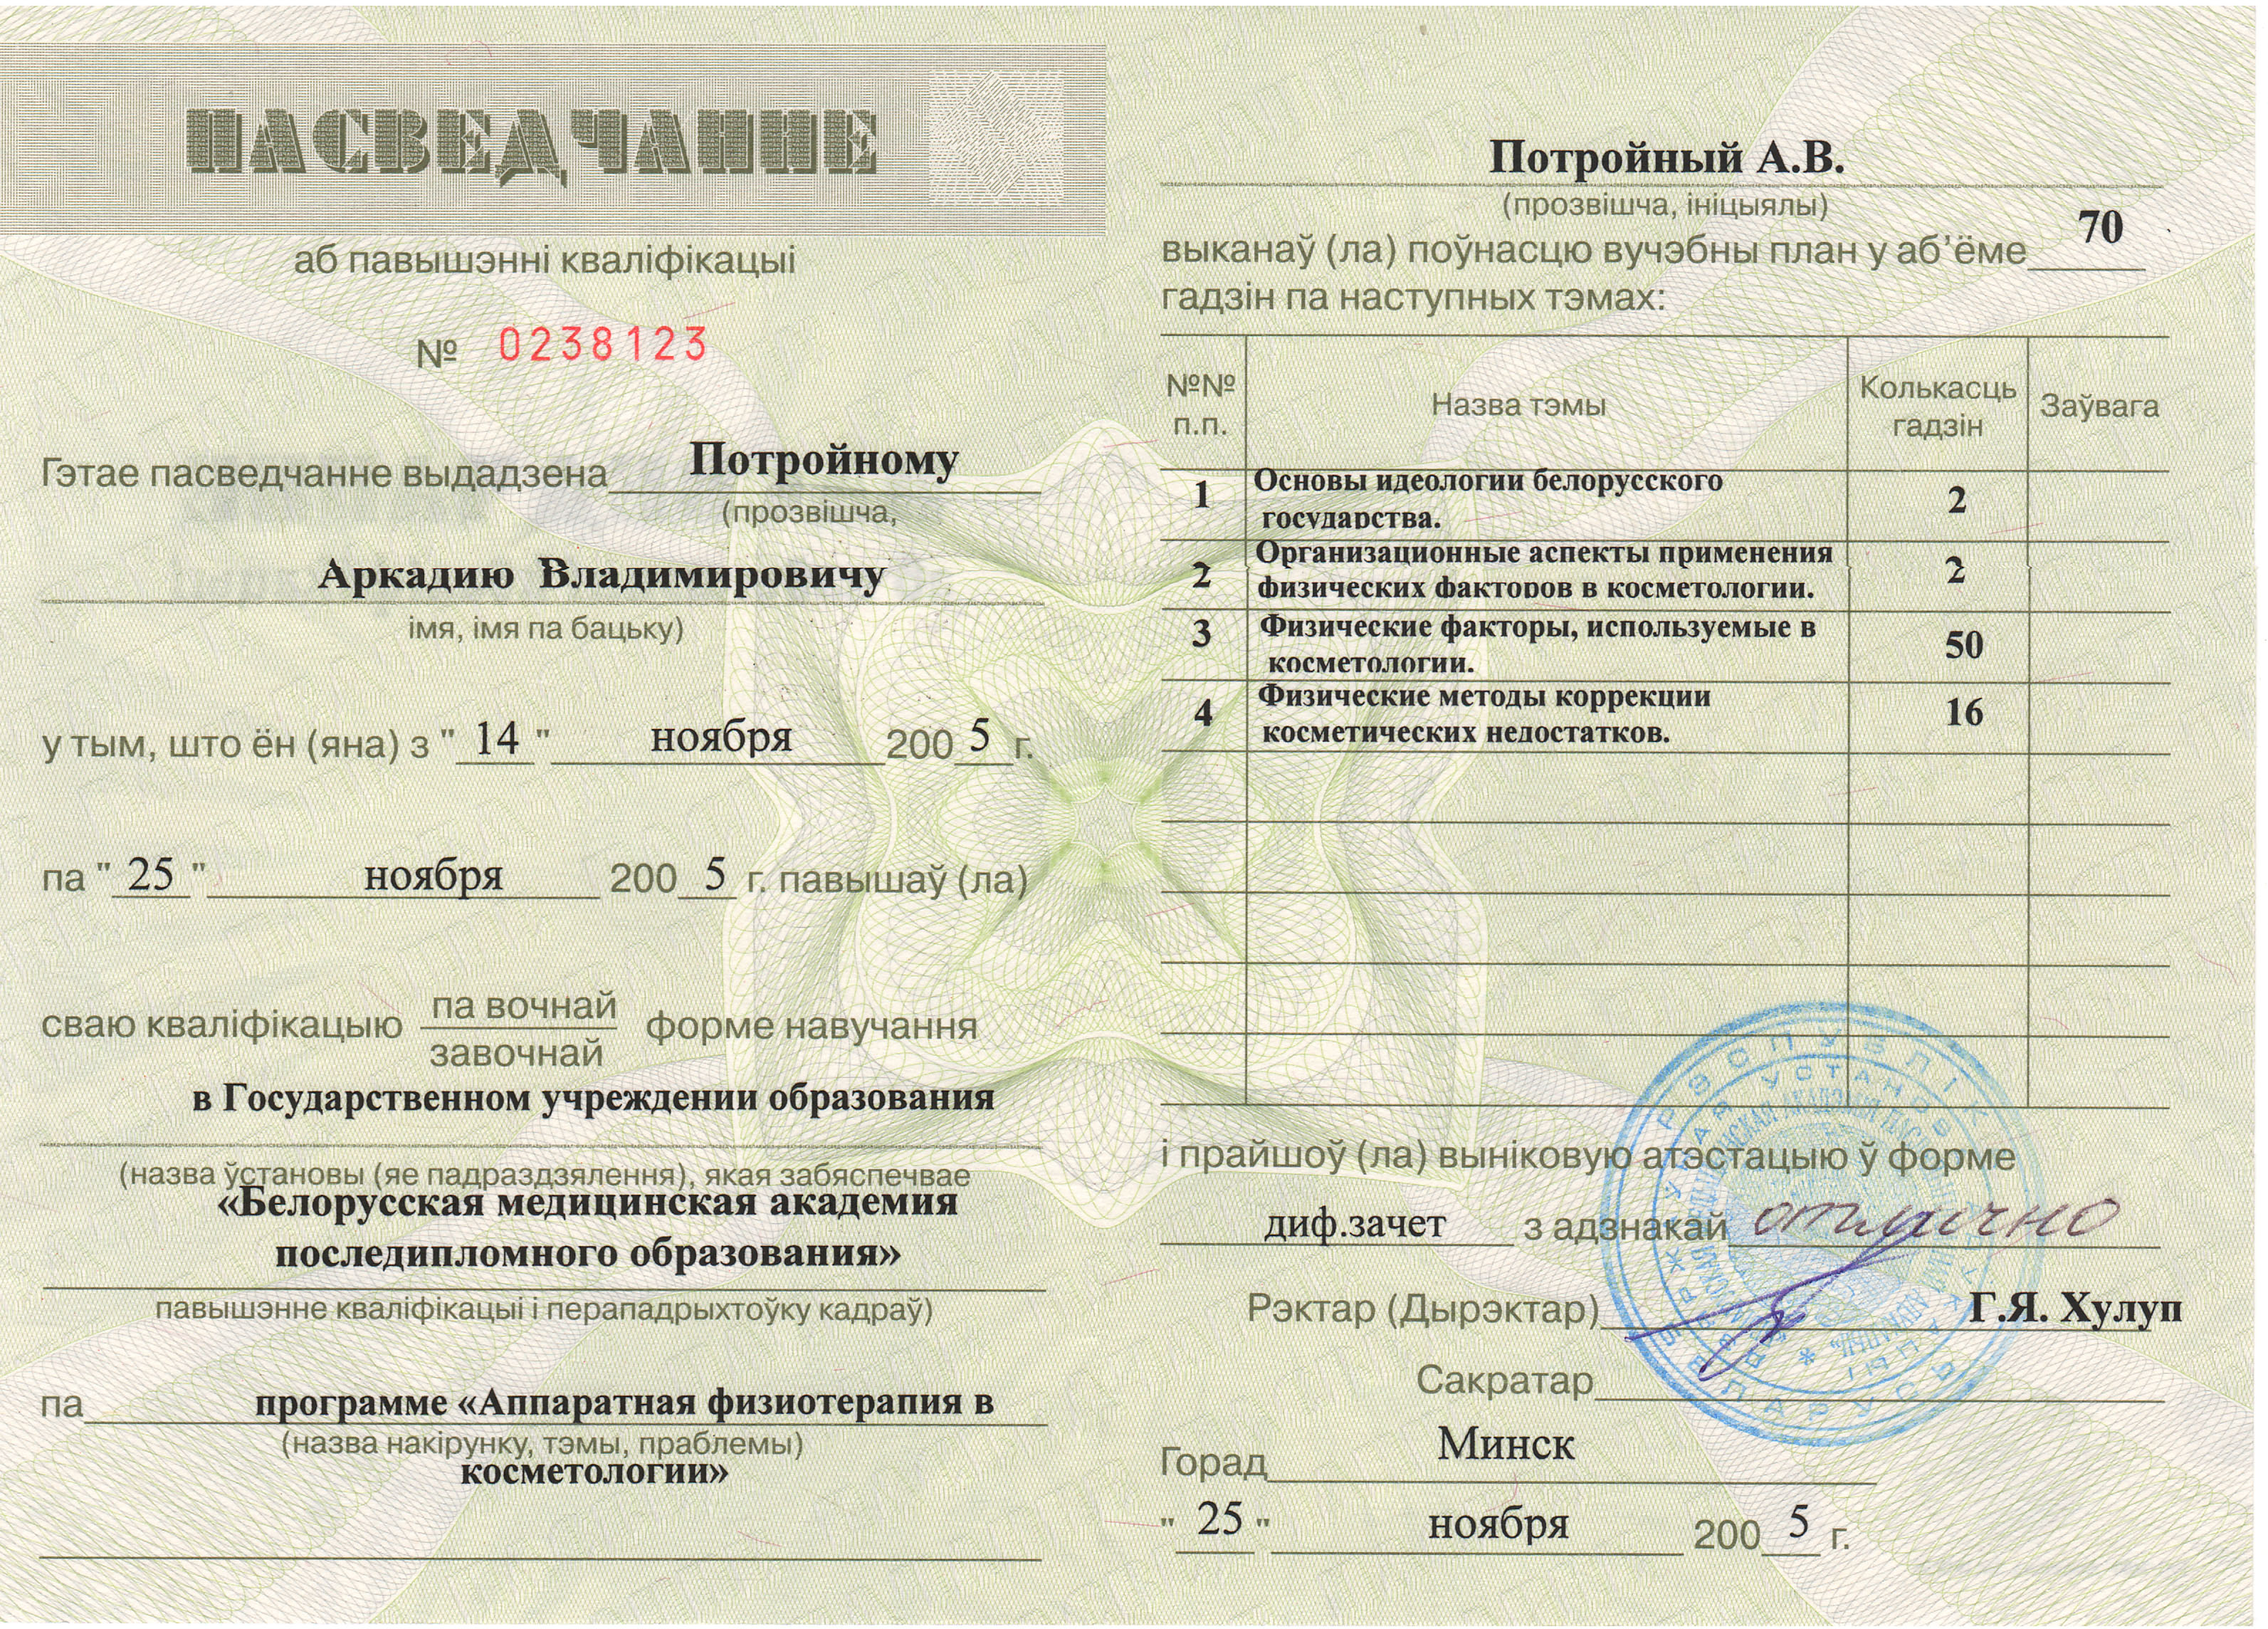 ПАСВЕДЧАННЕ
аб павышэнні кваліфікацыі
№ 0238123
Гэтае пасведчанне выдадзена Потройному
(прозвішча,
Аркадию Владимировичу
імя, імя па бацьку)
у тым, што ён (яна) з "14" ноября 2005 г.
па "25" ноября 2005 г. павышаў (ла)
сваю кваліфікацыю па вочнай форме навучання
завочнай
в Государственном учреждении образования
(назва ўстановы (яе падраздзялення), якая забяспечвае
«Белорусская медицинская академия
последипломного образования»
павышэнне кваліфікацыі і перападрыхтоўку кадраў)
па программе «Аппаратная физиотерапия в
(назва накірунку, тэмы, праблемы)
косметологии»
Потройный А.В.
(прозвішча, ініцыялы)
выканаў (ла) поўнасцю вучэбны план у аб'ёме 70
гадзін па наступных тэмах:
№№ п.п. Назва тэмы Колькасць гадзін Заўвага
1 Основы идеологии белорусского
государства. 2
2 Организационные аспекты применения
физических факторов в косметологии. 2
3 Физические факторы, используемые в
косметологии. 50
4 Физические методы коррекции
косметических недостатков. 16
і прайшоў (ла) выніковую атэстацыю ў форме
диф.зачет з адзнакай отлично
Рэктар (Дырэктар) Г.Я. Хулуп
Сакратар
Горад Минск
"25" ноября 2005 г.
РЭСПУБЛІКА БЕЛАРУСЬ